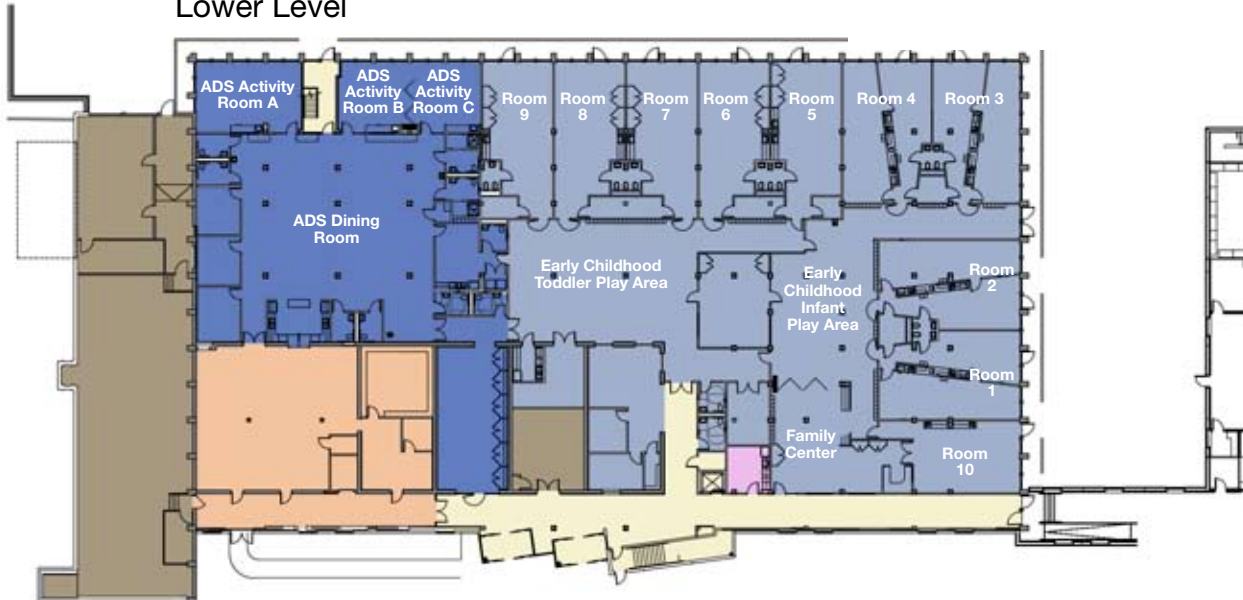 Lower Level
ADS Activity
Room A
ADS
Activity
Room B
ADS
Activity
Room C
Room
9
Room
8
Room
7
Room
6
Room
5
Room 4
Room 3
ADS Dining
Room
Early Childhood
Toddler Play Area
Early
Childhood
Infant
Play Area
Room
2
Room
1
Family
Center
Room
10